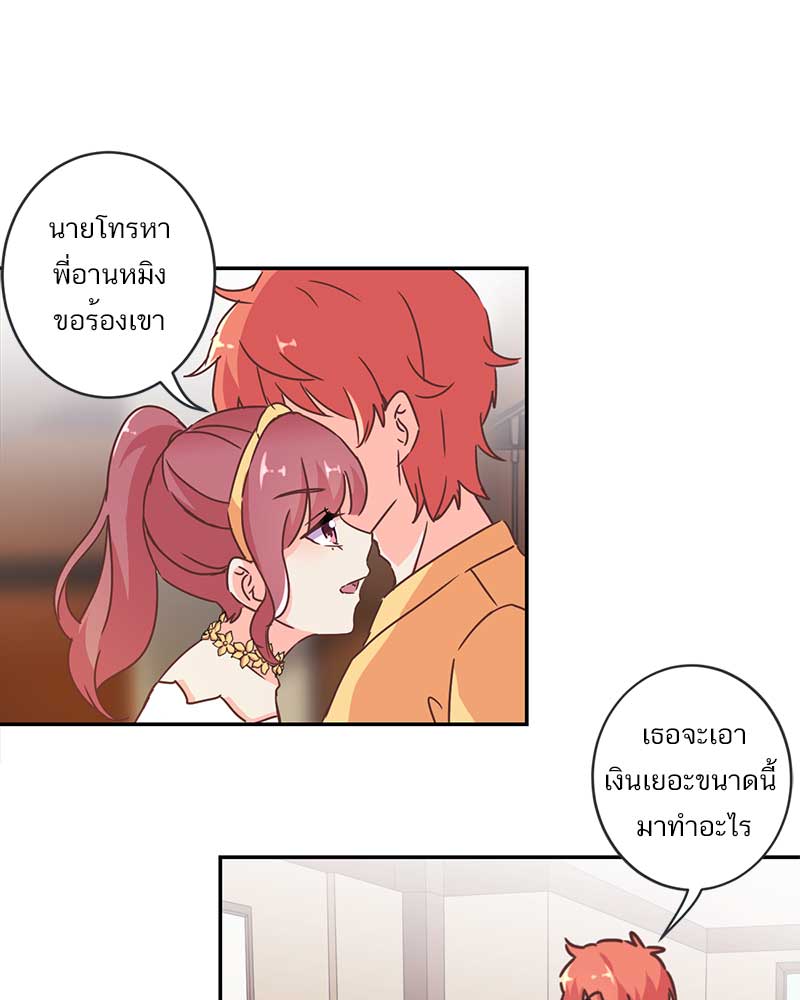 นายโทรหา
พี่อานหมิง
ขอร้องเขา
เธอจะเอา
เงินเยอะขนาดนี้
มาทำอะไร